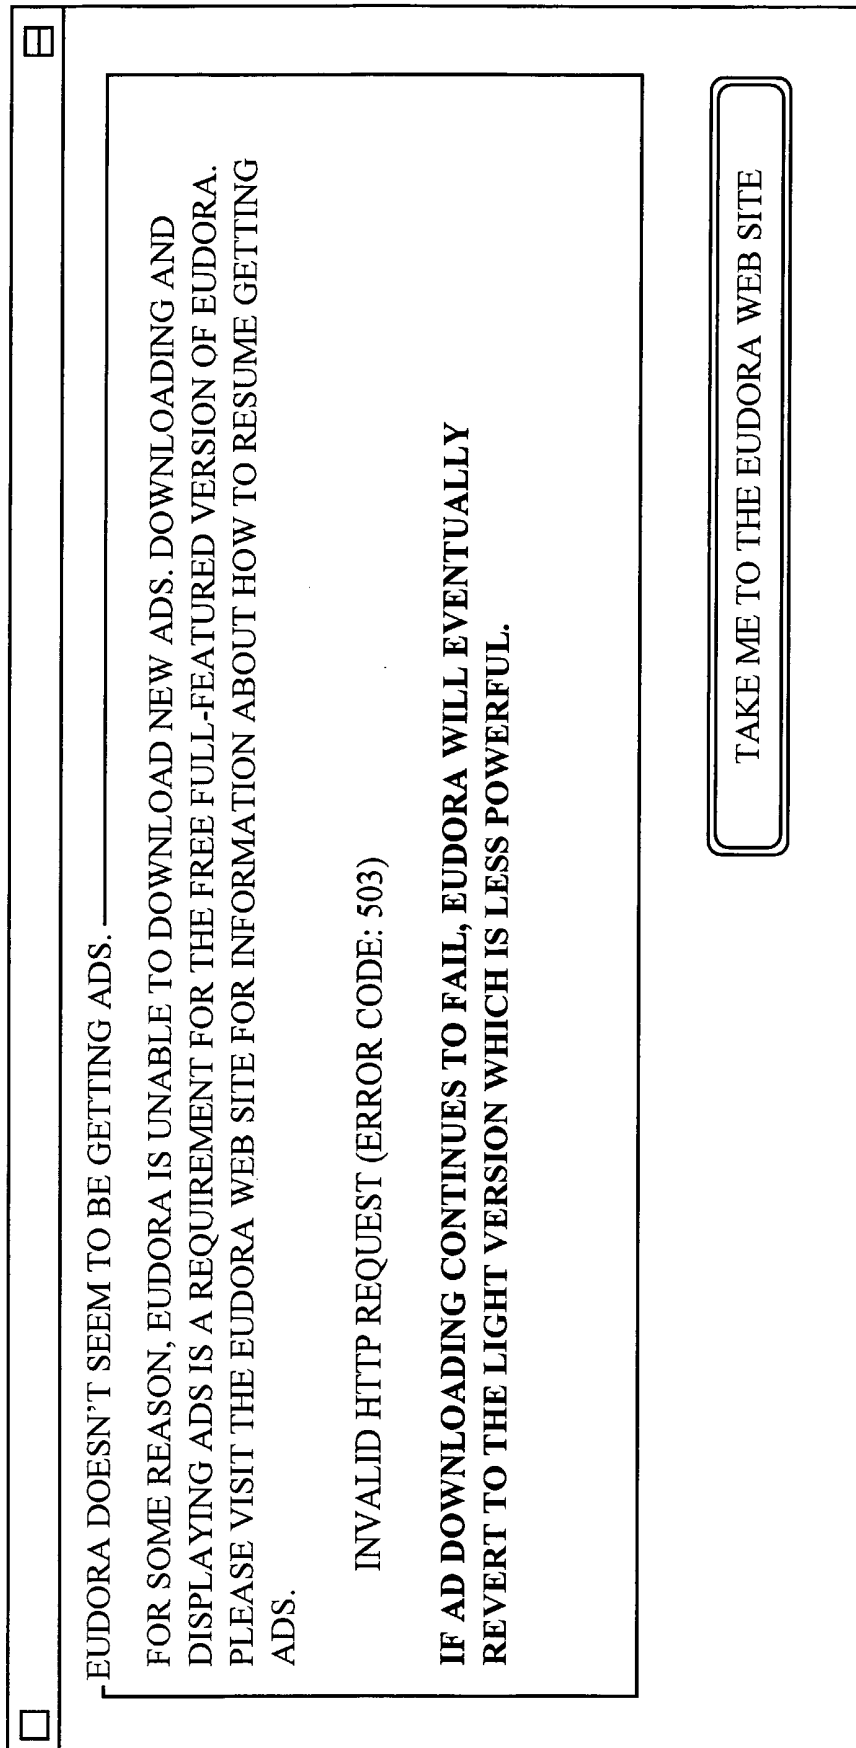 EUDORA DOESN'T SEEM TO BE GETTING ADS.
FOR SOME REASON, EUDORA IS UNABLE TO DOWNLOAD NEW ADS. DOWNLOADING AND
DISPLAYING ADS IS A REQUIREMENT FOR THE FREE FULL-FEATURED VERSION OF EUDORA.
PLEASE VISIT THE EUDORA WEB SITE FOR INFORMATION ABOUT HOW TO RESUME GETTING
ADS.
INVALID HTTP REQUEST (ERROR CODE: 503)
IF AD DOWNLOADING CONTINUES TO FAIL, EUDORA WILL EVENTUALLY
REVERT TO THE LIGHT VERSION WHICH IS LESS POWERFUL.
TAKE ME TO THE EUDORA WEB SITE